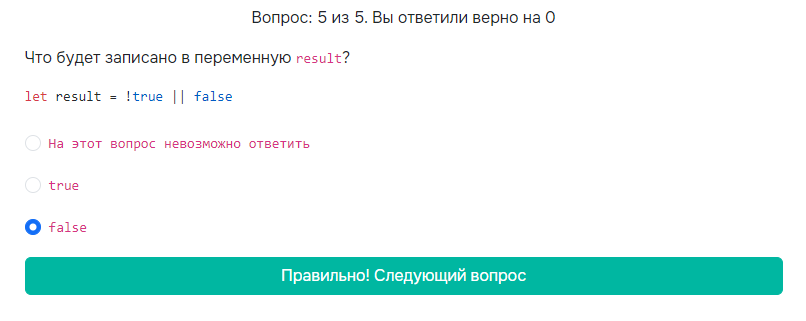 Вопрос: 5 из 5. Вы ответили верно на 0
Что будет записано в переменную result?
let result = !true || false
На этот вопрос невозможно ответить
true
false
Правильно! Следующий вопрос